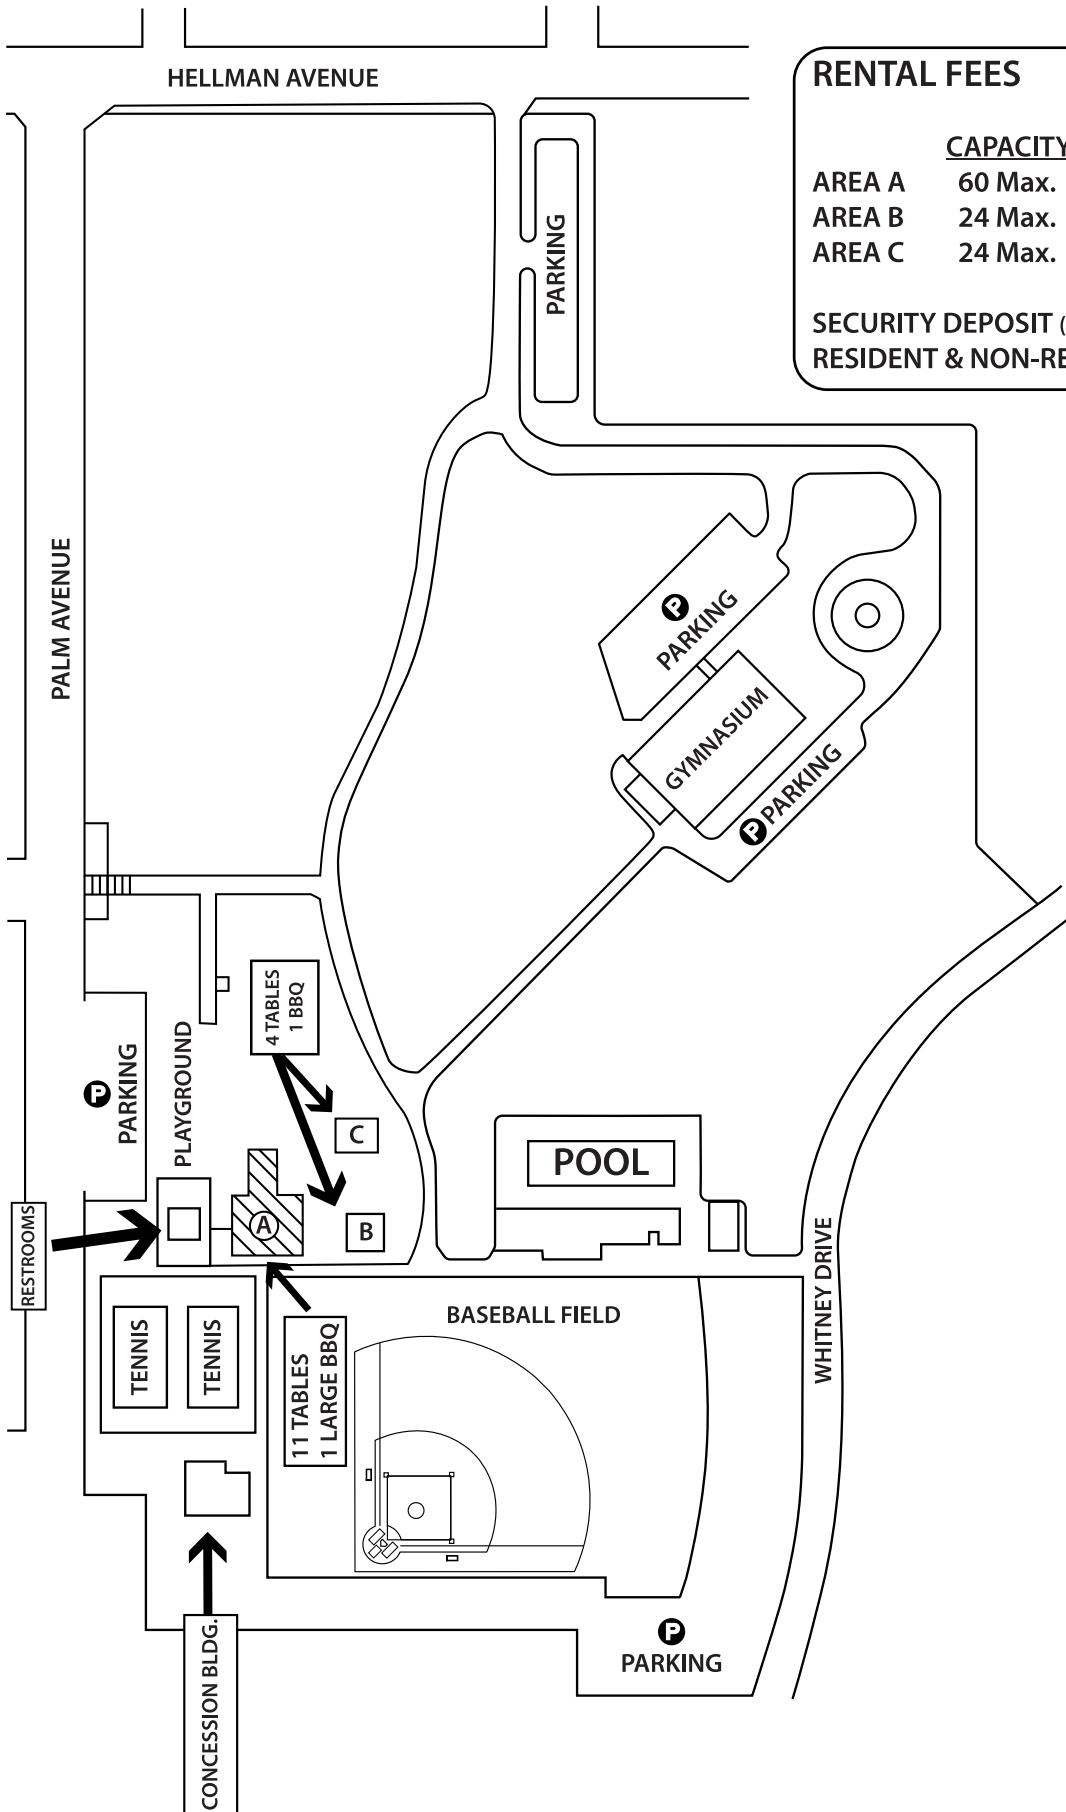 HELLMAN AVENUE
RENTAL FEES
CAPACITY
AREA A 60 Max.
AREA B 24 Max.
AREA C 24 Max.
SECURITY DEPOSIT (
RESIDENT & NON-RE
PARKING
PALM AVENUE
P
PARKING
GYMNASIUM
P PARKING
4 TABLES
1 BBQ
P
PARKING
PLAYGROUND
C
POOL
A
B
RESTROOMS
WHITNEY DRIVE
BASEBALL FIELD
TENNIS
TENNIS
11 TABLES
1 LARGE BBQ
P
PARKING
CONCESSION BLDG.